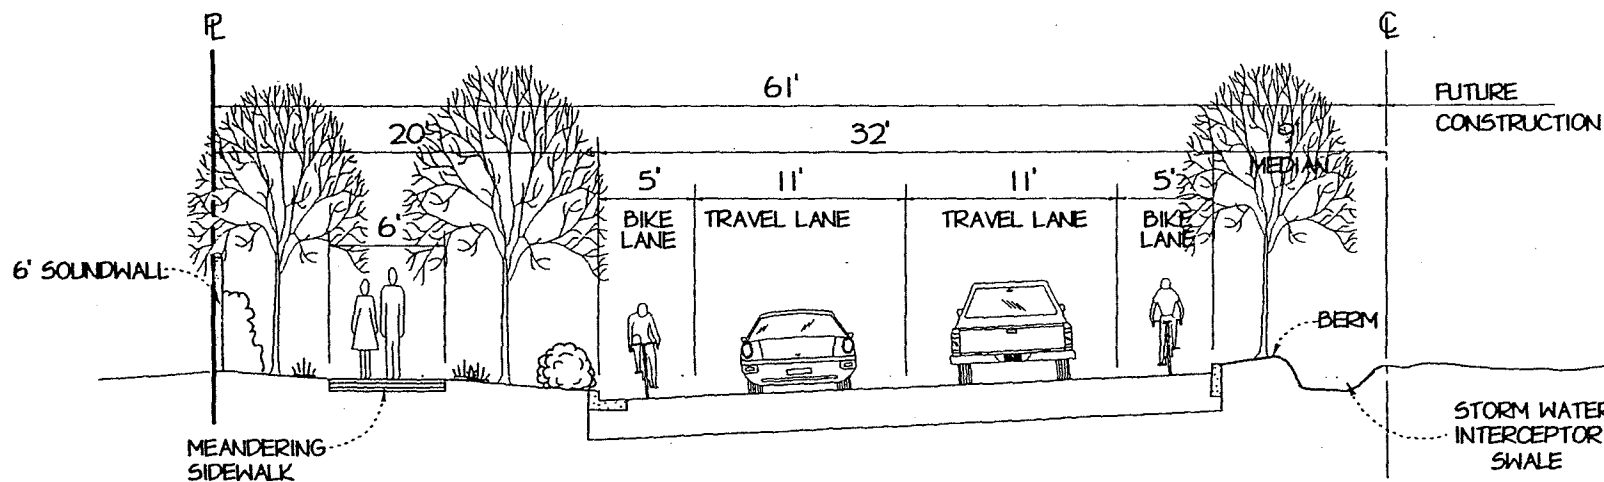 PL
CL
61'
FUTURE
CONSTRUCTION
20'
32'
9'
MEDIAN
5'
11'
11'
5'
BIKE
LANE
TRAVEL LANE
TRAVEL LANE
BIKE
LANE
6'
6' SOUNDWALL
BERM
MEANDERING
SIDEWALK
STORM WATER
INTERCEPTOR
SWALE